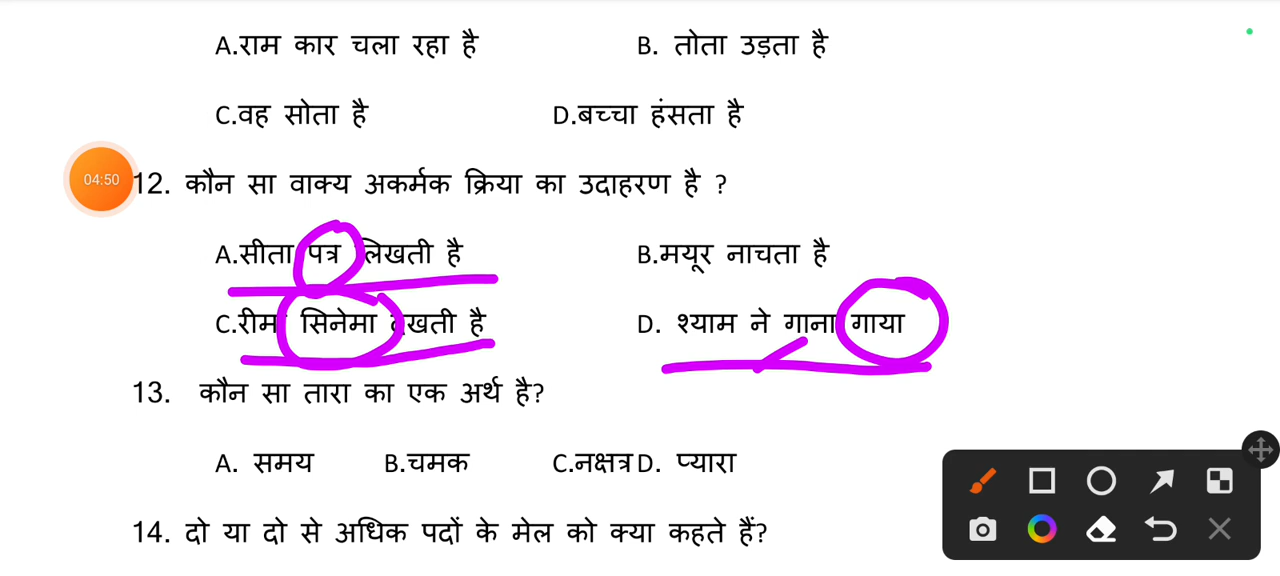 A.राम कार चला रहा है B. तोता उड़ता है
C.वह सोता है D.बच्चा हंसता है
04:50
12. कौन सा वाक्य अकर्मक क्रिया का उदाहरण है ?
A.सीता पत्र लिखती है B.मयूर नाचता है
C.रीमा सिनेमा देखती है D. श्याम ने गाना गाया
13. कौन सा तारा का एक अर्थ है?
A. समय B.चमक C.नक्षत्र D. प्यारा
14. दो या दो से अधिक पदों के मेल को क्या कहते हैं?